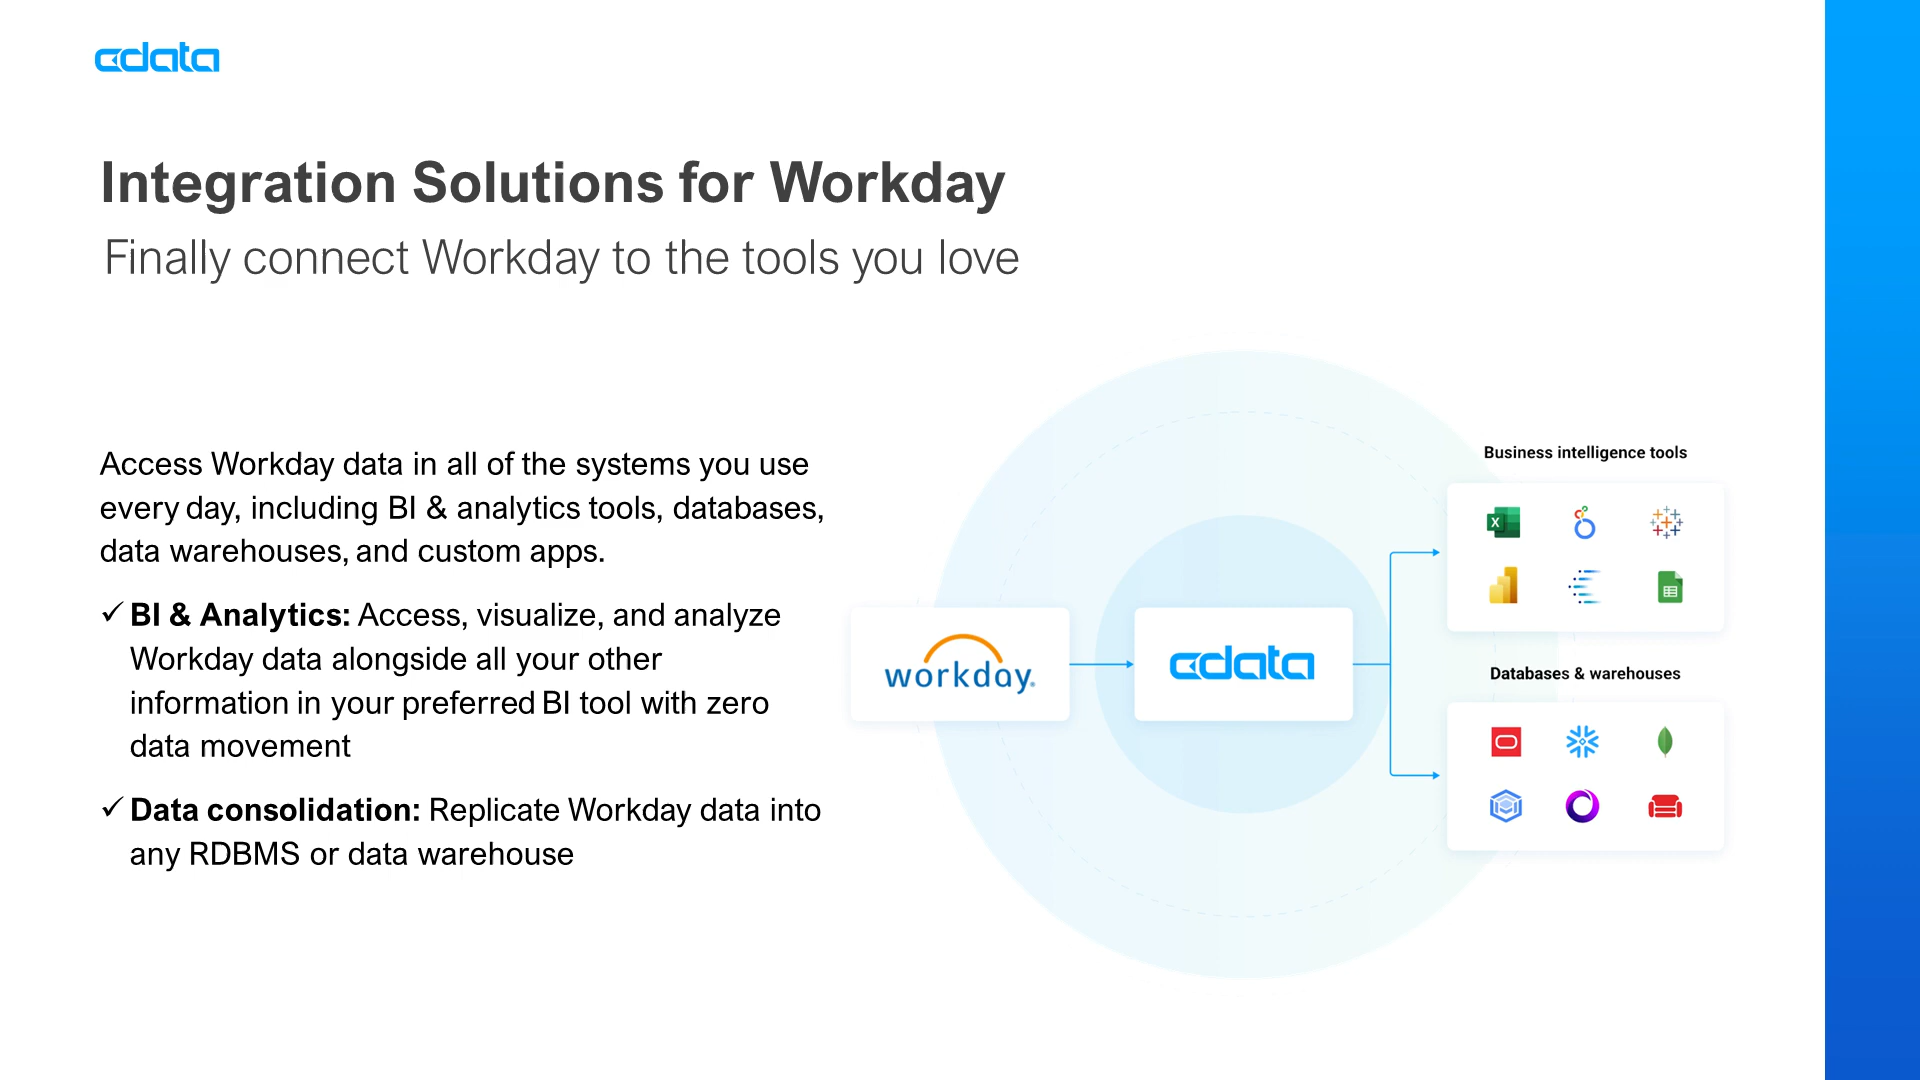 cdata
Integration Solutions for Workday
Finally connect Workday to the tools you love
Access Workday data in all of the systems you use
every day, including BI & analytics tools, databases,
data warehouses, and custom apps.
✓ BI & Analytics: Access, visualize, and analyze
Workday data alongside all your other
information in your preferred BI tool with zero
data movement
✓ Data consolidation: Replicate Workday data into
any RDBMS or data warehouse
workday.
cdata
Business intelligence tools
X
Databases & warehouses